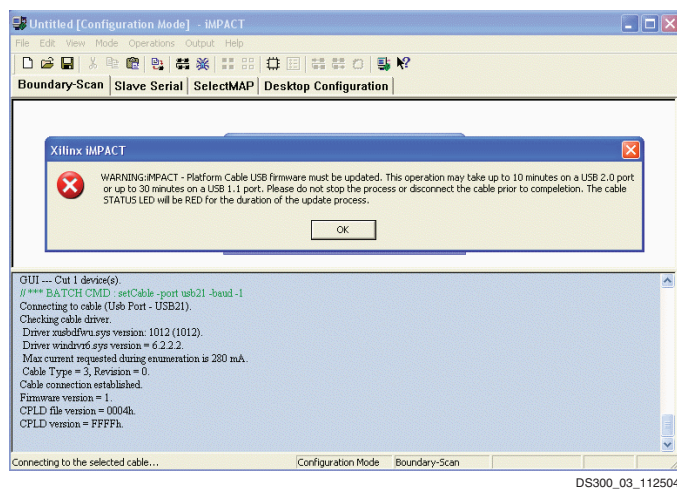 Untitled [Configuration Mode] - iMPACT
File Edit View Mode Operations Output Help
Boundary-Scan Slave Serial SelectMAP Desktop Configuration
Xilinx iMPACT
WARNING:iMPACT - Platform Cable USB firmware must be updated. This operation may take up to 10 minutes on a USB 2.0 port
or up to 30 minutes on a USB 1.1 port. Please do not stop the process or disconnect the cable prior to compeletion. The cable
STATUS LED will be RED for the duration of the update process.
OK
GUI --- Cut 1 device(s).
// *** BATCH CMD : setCable -port usb21 -baud -1
Connecting to cable (Usb Port - USB21).
Checking cable driver.
Driver xusbdfwu.sys version: 1012 (1012).
Driver windrvr6.sys version = 6.2.2.2.
Max current requested during enumeration is 280 mA.
Cable Type = 3, Revision = 0.
Cable connection established.
Firmware version = 1.
CPLD file version = 0004h.
CPLD version = FFFFh.
Connecting to the selected cable... Configuration Mode Boundary-Scan
DS300_03_112504